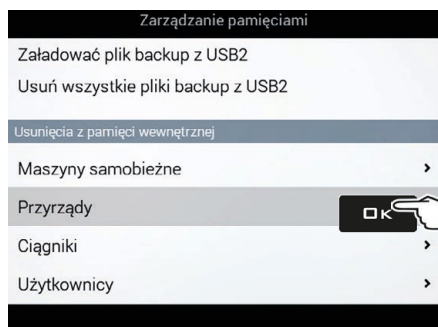 Zarządzanie pamięciami
Załadować plik backup z USB2
Usuń wszystkie pliki backup z USB2
Usunięcia z pamięci wewnętrznej
Maszyny samobieżne
Przyrządy
OK
Ciągniki
Użytkownicy